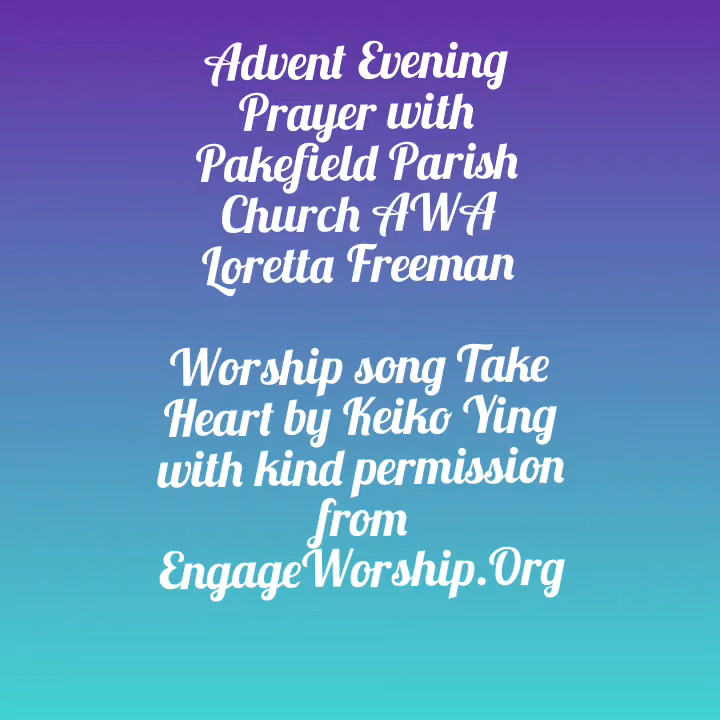 Advent Evening
Prayer with
Pakefield Parish
Church AWA
Loretta Freeman
Worship song Take
Heart by Keiko Ying
with kind permission
from
EngageWorship.Org